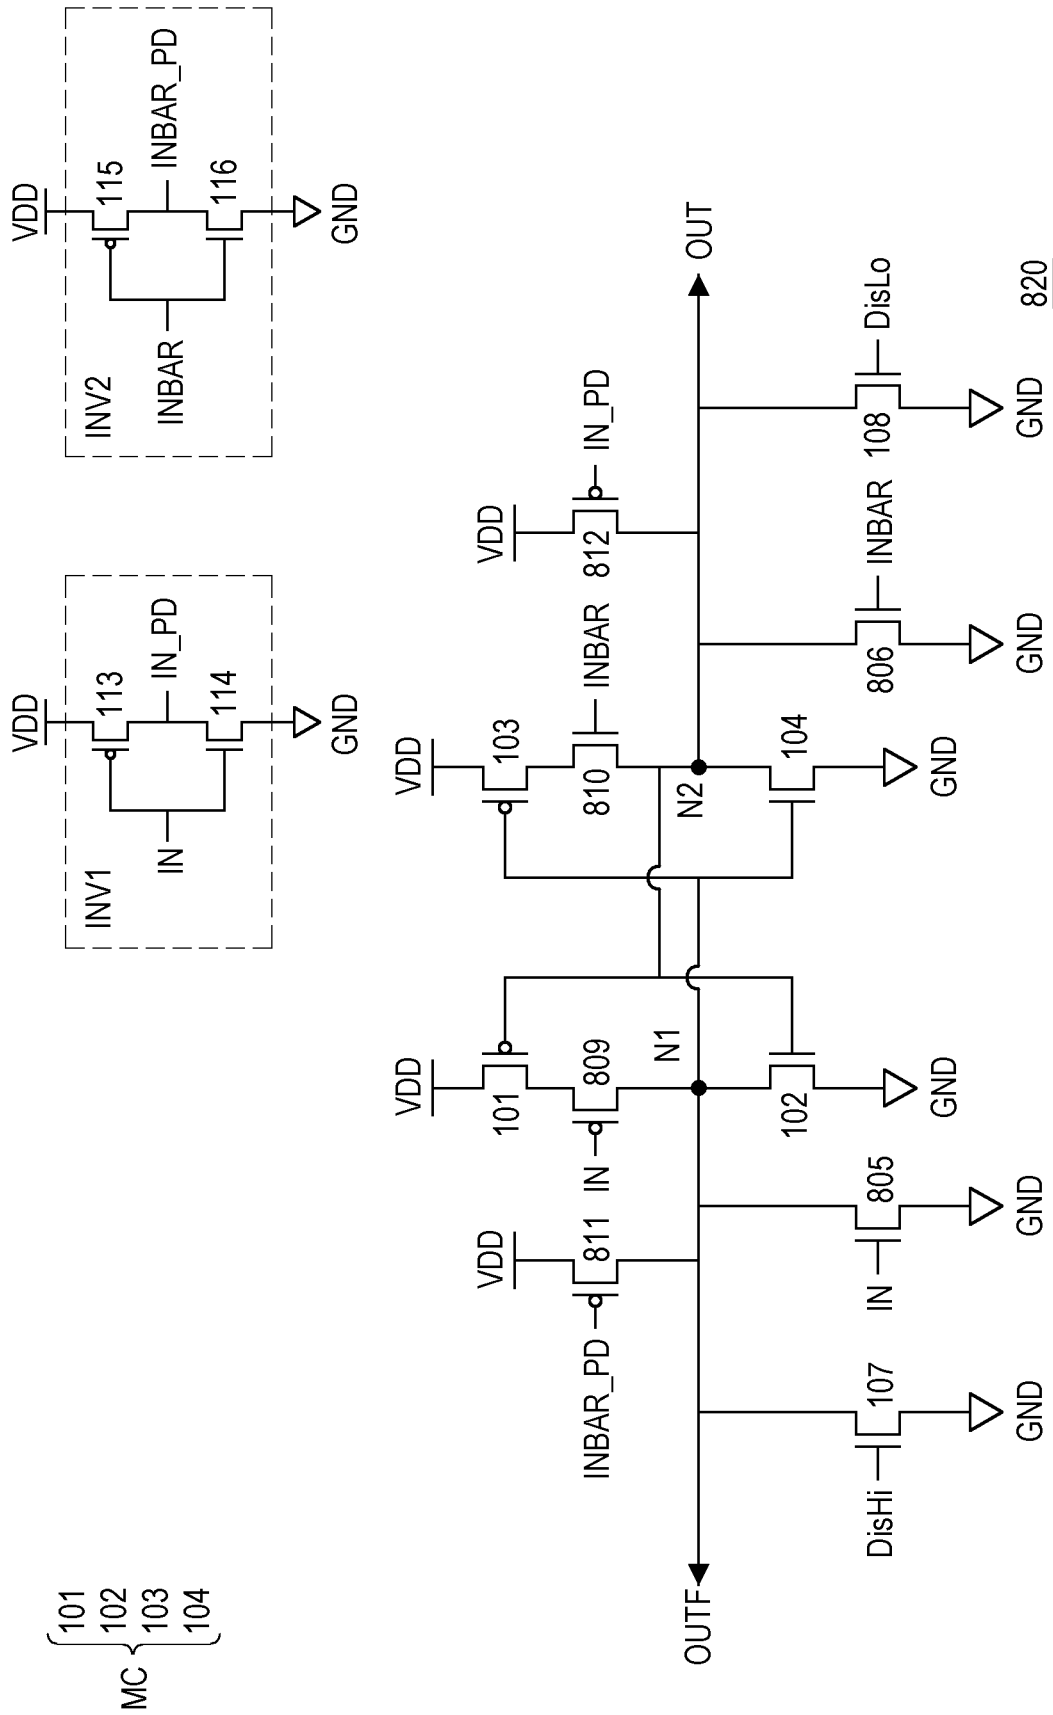 MC
101
102
103
104
INV1
VDD
113
IN
IN_PD
114
GND
INV2
VDD
115
INBAR
INBAR_PD
116
GND
VDD
811
INBAR_PD
VDD
101
809
IN
N1
102
GND
VDD
103
810
INBAR
N2
104
GND
VDD
812
IN_PD
OUTF
OUT
DisHi
107
GND
IN
805
GND
806
INBAR
GND
108
DisLo
GND
820